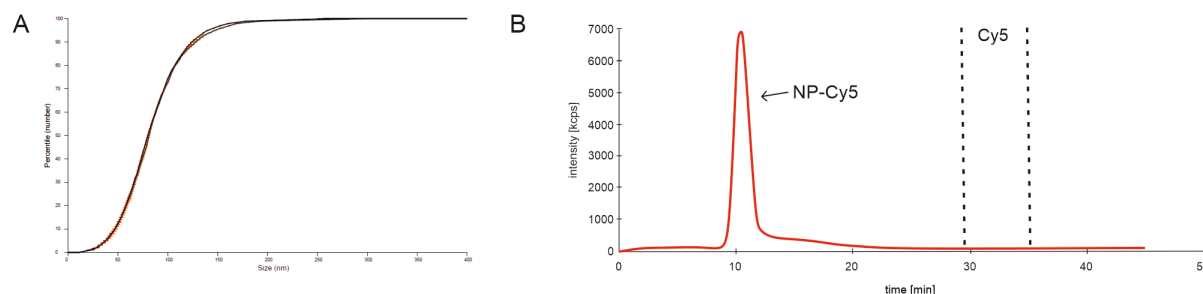 A
Percentile (number)
100
90
80
70
60
50
40
30
20
10
0
0 50 100 150 200 250 300 350 400
Size (nm)
B
intensity [kcps]
7000
6000
5000
4000
3000
2000
1000
0
NP-Cy5
Cy5
0 10 20 30 40 50
time [min]